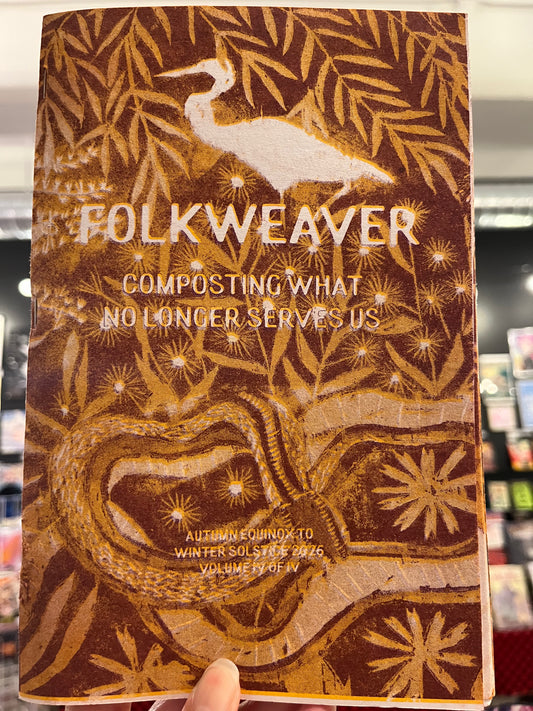 FOLKWEAVER
COMPOSTING WHAT
NO LONGER SERVES US
AUTUMN EQUINOX TO
WINTER SOLSTICE 2026
VOLUME IV OF IV